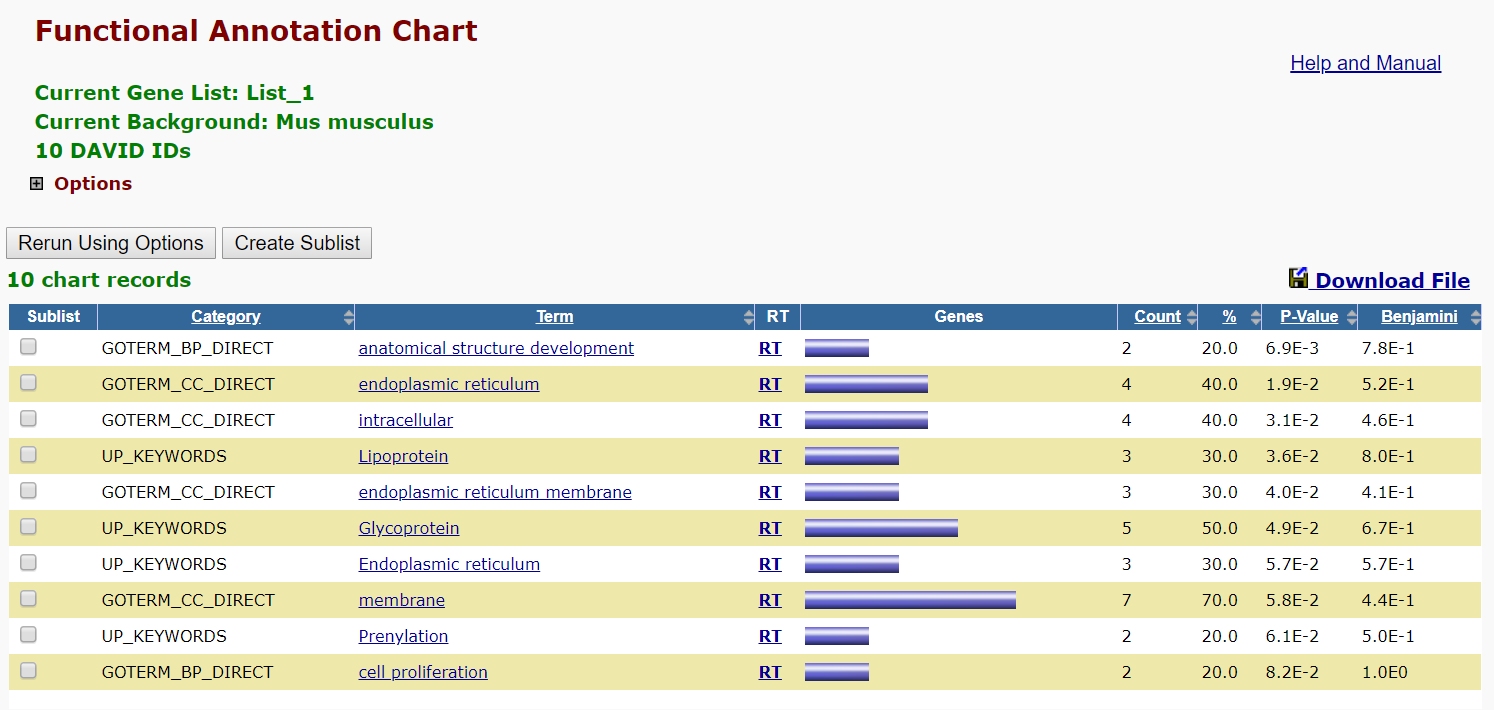 Functional Annotation Chart
Help and Manual
Current Gene List: List_1
Current Background: Mus musculus
10 DAVID IDs
Options
Rerun Using Options Create Sublist
10 chart records
Download File
Sublist Category Term RT Genes Count % P-Value Benjamini
GOTERM_BP_DIRECT anatomical structure development RT 2 20.0 6.9E-3 7.8E-1
GOTERM_CC_DIRECT endoplasmic reticulum RT 4 40.0 1.9E-2 5.2E-1
GOTERM_CC_DIRECT intracellular RT 4 40.0 3.1E-2 4.6E-1
UP_KEYWORDS Lipoprotein RT 3 30.0 3.6E-2 8.0E-1
GOTERM_CC_DIRECT endoplasmic reticulum membrane RT 3 30.0 4.0E-2 4.1E-1
UP_KEYWORDS Glycoprotein RT 5 50.0 4.9E-2 6.7E-1
UP_KEYWORDS Endoplasmic reticulum RT 3 30.0 5.7E-2 5.7E-1
GOTERM_CC_DIRECT membrane RT 7 70.0 5.8E-2 4.4E-1
UP_KEYWORDS Prenylation RT 2 20.0 6.1E-2 5.0E-1
GOTERM_BP_DIRECT cell proliferation RT 2 20.0 8.2E-2 1.0E0